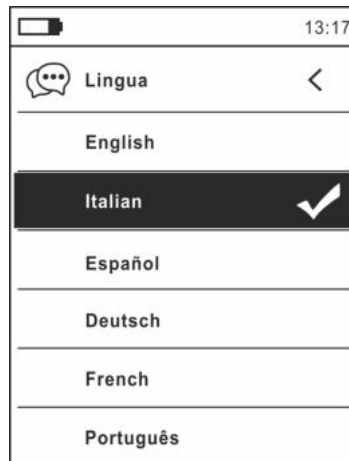 13:17
Lingua
English
Italian
Español
Deutsch
French
Português